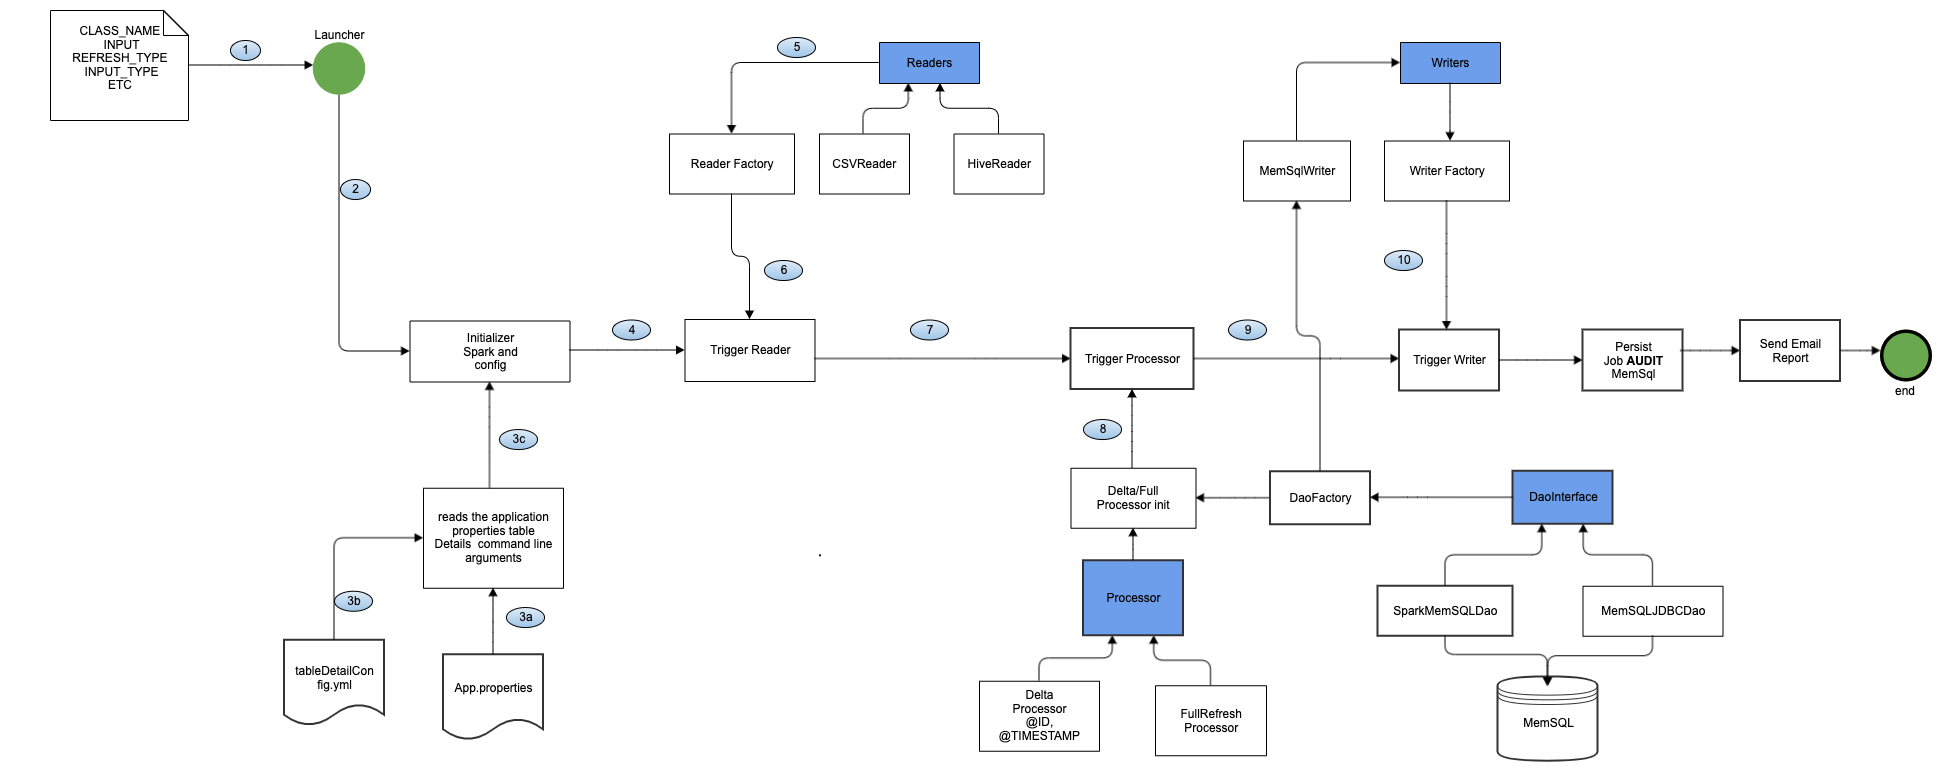 CLASS_NAME
INPUT
REFRESH_TYPE
INPUT_TYPE
ETC
1
Launcher
2
5
Readers
Reader Factory
CSVReader
HiveReader
Writers
MemSqlWriter
Writer Factory
6
10
Initializer
Spark and
config
4
Trigger Reader
7
Trigger Processor
9
Trigger Writer
Persist
Job AUDIT
MemSql
Send Email
Report
end
3c
8
reads the application
properties table
Details command line
arguments
Delta/Full
Processor init
DaoFactory
DaoInterface
3b
3a
Processor
SparkMemSQLDao
MemSQLJDBCDao
tableDetailCon
fig.yml
App.properties
Delta
Processor
@ID,
@TIMESTAMP
FullRefresh
Processor
MemSQL